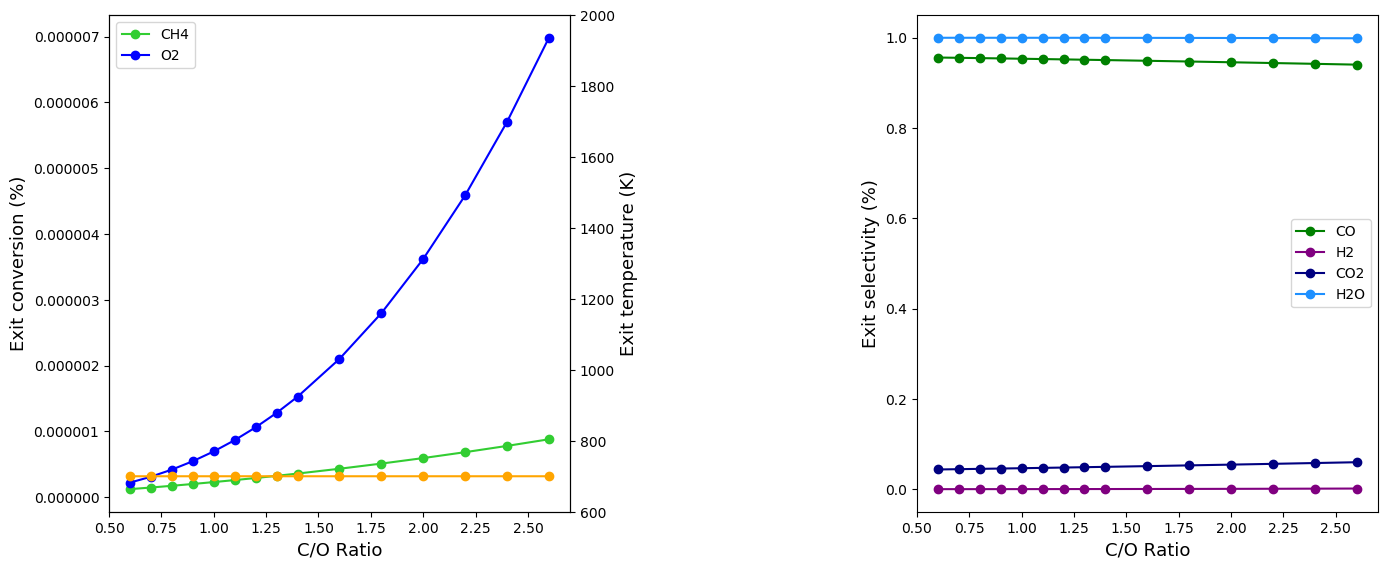 CH4
O2
0.000007
0.000006
0.000005
0.000004
0.000003
0.000002
0.000001
0.000000
Exit conversion (%)
0.50 0.75 1.00 1.25 1.50 1.75 2.00 2.25 2.50
C/O Ratio
2000
1800
1600
1400
1200
1000
800
600
Exit temperature (K)
1.0
0.8
0.6
0.4
0.2
0.0
Exit selectivity (%)
CO
H2
CO2
H2O
0.50 0.75 1.00 1.25 1.50 1.75 2.00 2.25 2.50
C/O Ratio